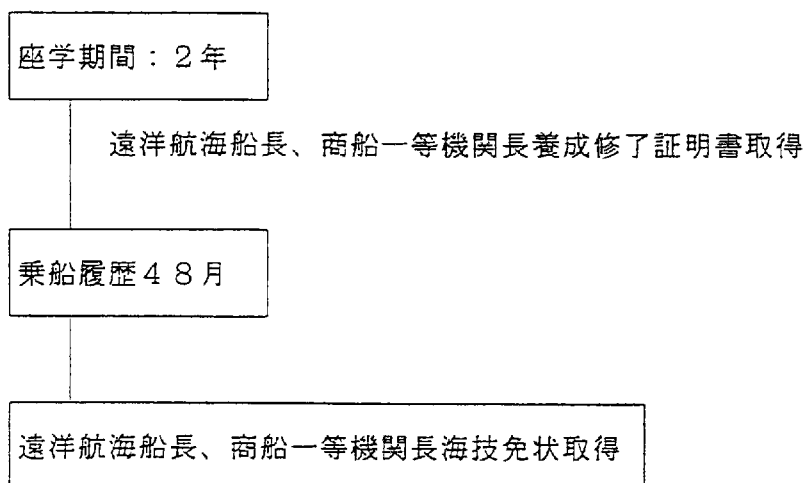 座学期間：２年
遠洋航海船長、商船一等機関長養成修了証明書取得
乗船履歴４８月
遠洋航海船長、商船一等機関長海技免状取得